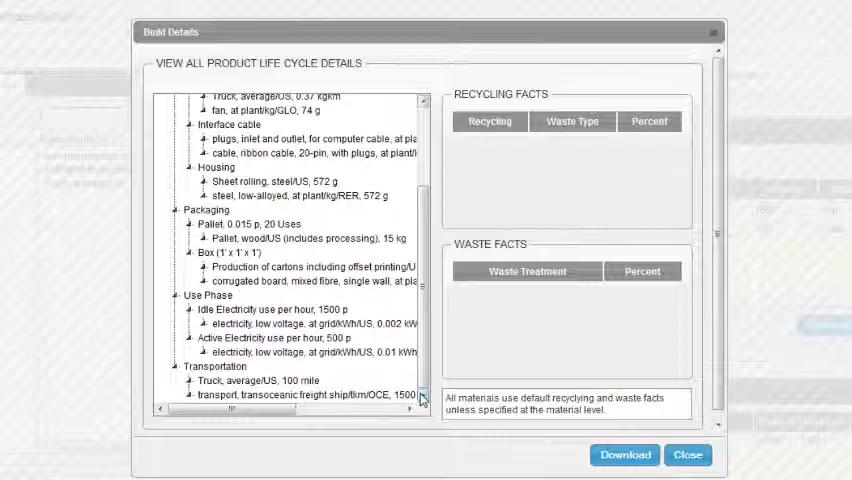 Build Details
VIEW ALL PRODUCT LIFE CYCLE DETAILS
Truck, average/US, 0.37 kgkm
fan, at plant/kg/GLO, 74 g
Interface cable
plugs, inlet and outlet, for computer cable, at pla
cable, ribbon cable, 20-pin, with plugs, at plant/
Housing
Sheet rolling, steel/US, 572 g
steel, low-alloyed, at plant/kg/RER, 572 g
Packaging
Pallet, 0.015 p, 20 Uses
Pallet, wood/US (includes processing), 15 kg
Box (1' x 1' x 1')
Production of cartons including offset printing/U
corrugated board, mixed fibre, single wall, at pla
Use Phase
Idle Electricity use per hour, 1500 p
electricity, low voltage, at grid/kWh/US, 0.002 kW
Active Electricity use per hour, 500 p
electricity, low voltage, at grid/kWh/US, 0.01 kWh
Transportation
Truck, average/US, 100 mile
transport, transoceanic freight ship/tkm/OCE, 1500
RECYCLING FACTS
Recycling Waste Type Percent
WASTE FACTS
Waste Treatment Percent
All materials use default recyclying and waste facts
unless specified at the material level.
Download Close